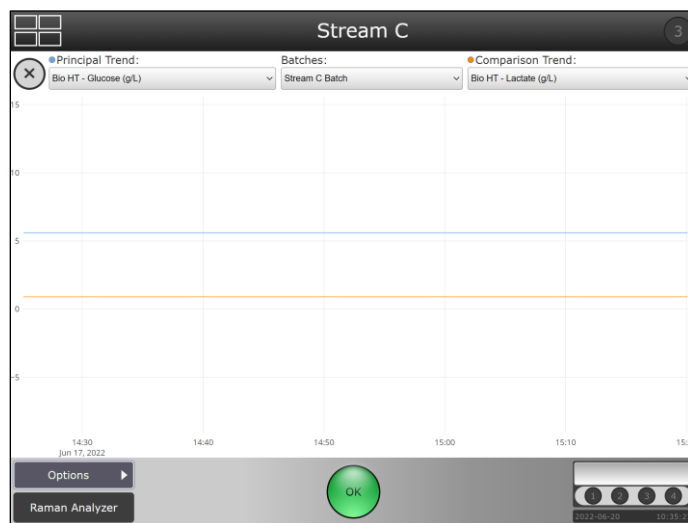 Stream C
3
Principal Trend:
Batches:
Comparison Trend:
Bio HT - Glucose (g/L)
Stream C Batch
Bio HT - Lactate (g/L)
15
10
5
0
-5
14:30
14:40
14:50
15:00
15:10
Jun 17, 2022
Options
OK
Raman Analyzer
1
2
3
4
2022-06-20